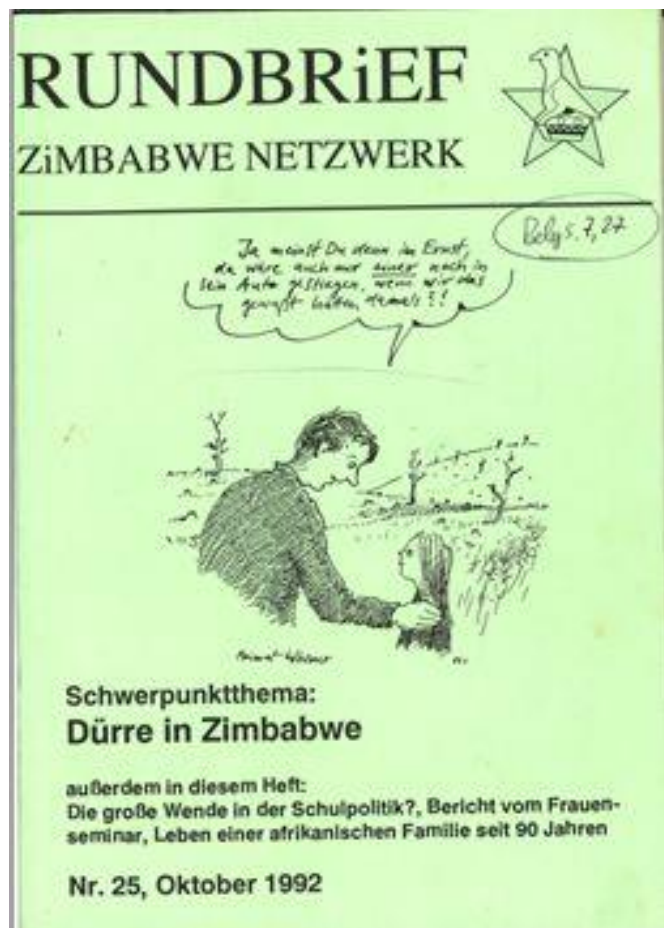 RUNDBRiEF
ZiMBABWE NETZWERK
Ja meinst Du denn im Ernst,
da wäre auch nur einer noch in
sein Auto gestiegen, wenn wir das
gewußt hätten, damals?!
Schwerpunktthema:
Dürre in Zimbabwe
außerdem in diesem Heft:
Die große Wende in der Schulpolitik?, Bericht vom Frauen-
seminar, Leben einer afrikanischen Familie seit 90 Jahren
Nr. 25, Oktober 1992